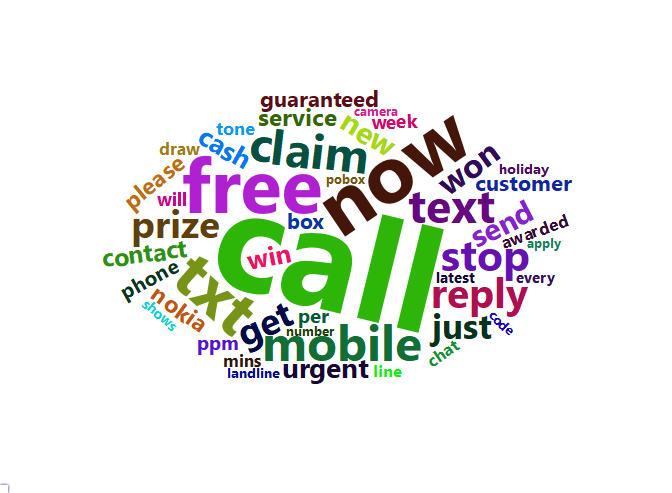 guaranteed
camera
service
week
tone
new
now
cash
claim
draw
won
holiday
please
free
pobox
customer
will
text
box
send
prize
awarded
apply
call
contact
win
stop
phone
txt
latest
every
nokia
reply
shows
get
per
just
code
number
ppm
mobile
chat
mins
urgent
line
landline